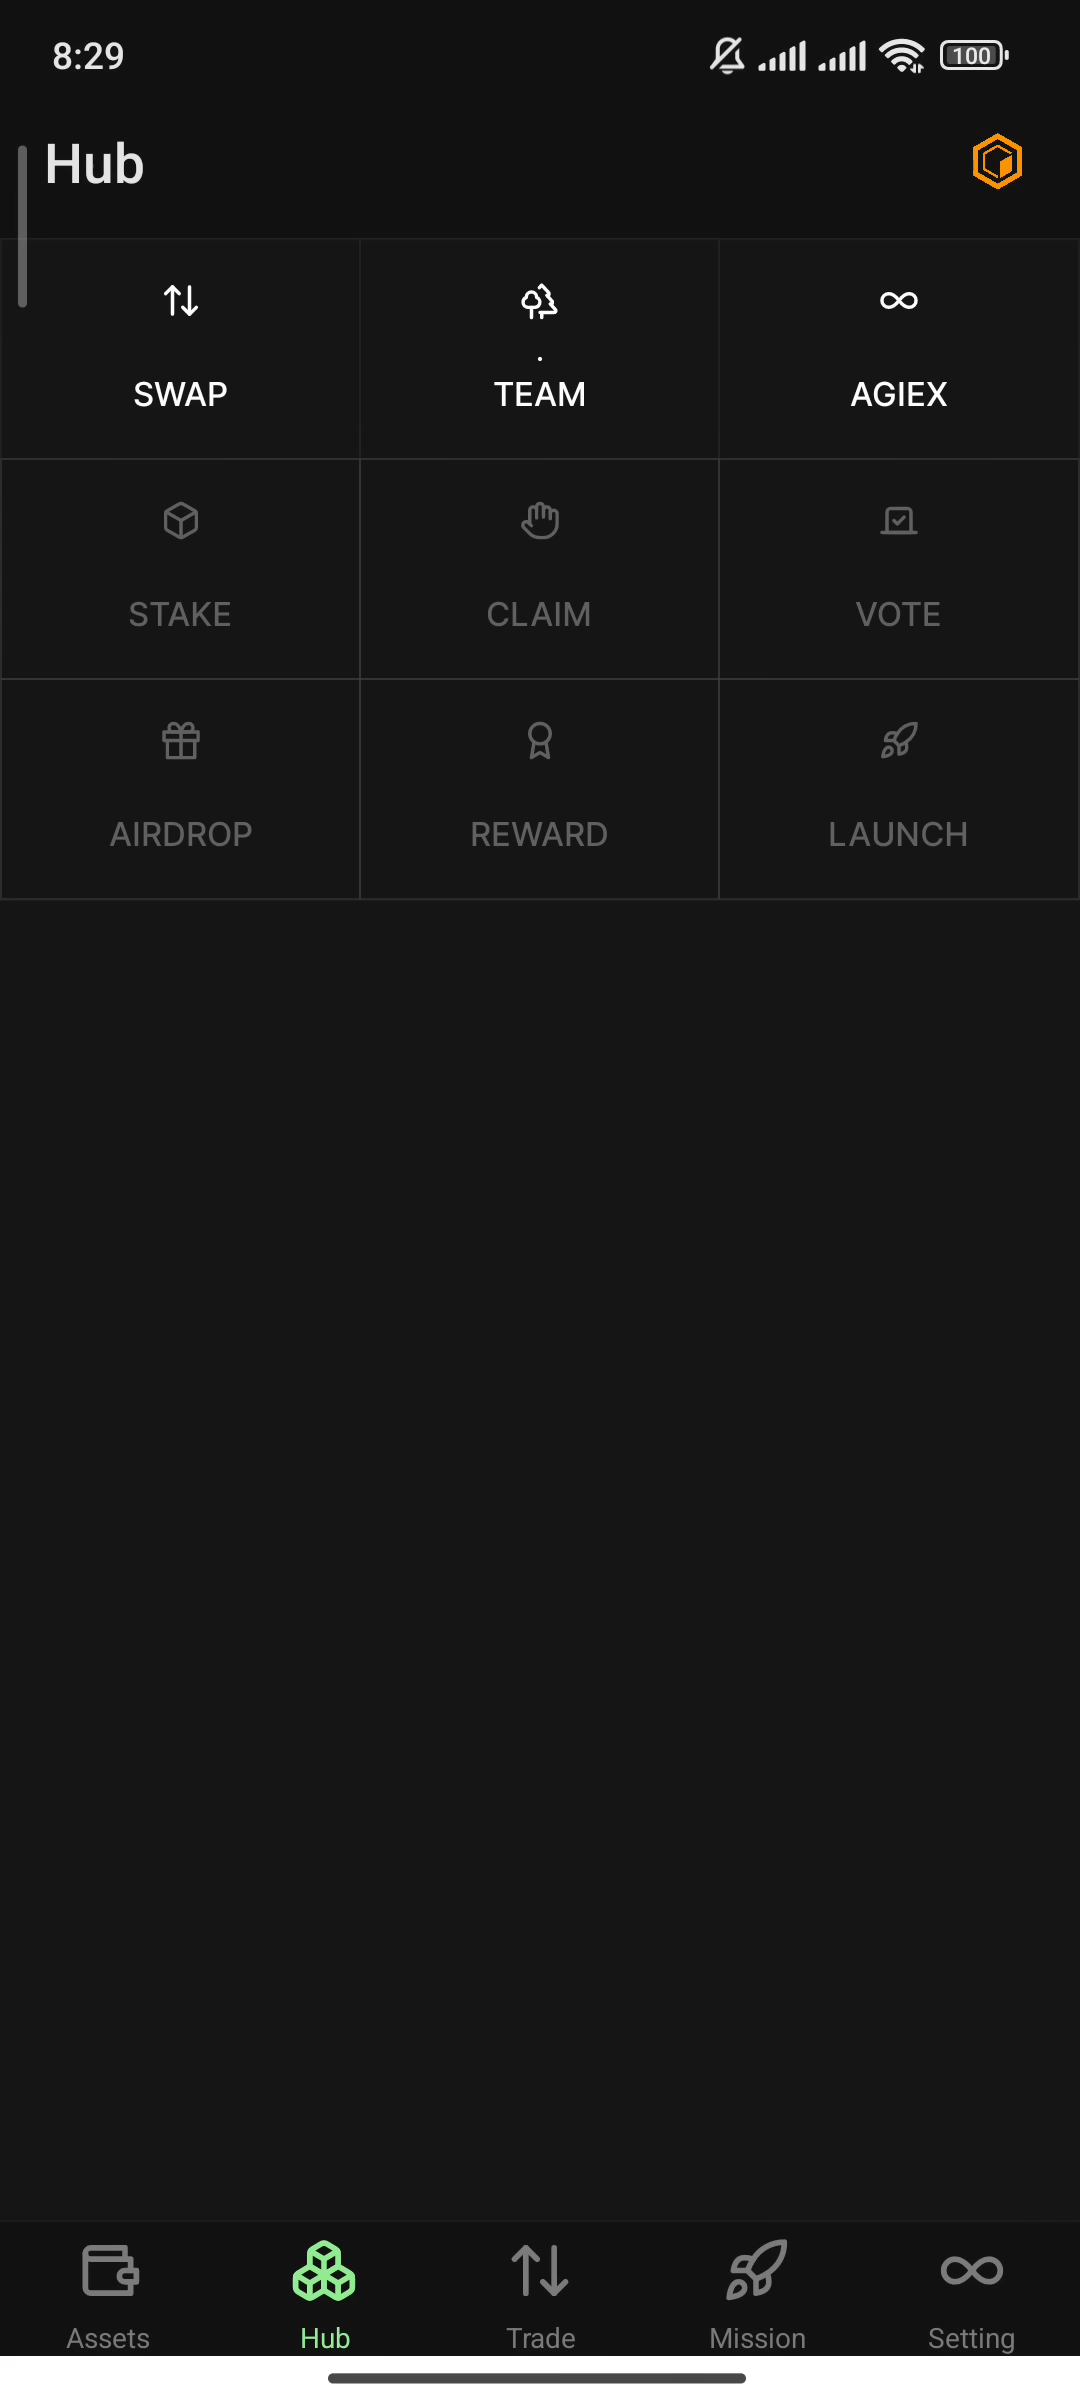 8:29
100
Hub
SWAP
.
TEAM
AGIEX
STAKE
CLAIM
VOTE
AIRDROP
REWARD
LAUNCH
Assets
Hub
Trade
Mission
Setting